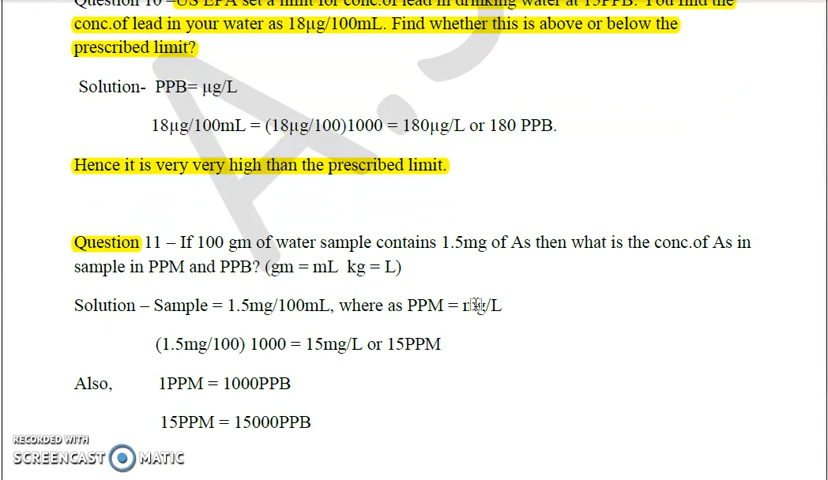 Question 10 –US EPA set a limit for conc.of lead in drinking water at 15PPB. You find the
conc.of lead in your water as 18μg/100mL. Find whether this is above or below the
prescribed limit?
Solution- PPB= μg/L
18μg/100mL = (18μg/100)1000 = 180μg/L or 180 PPB.
Hence it is very very high than the prescribed limit.
Question 11 – If 100 gm of water sample contains 1.5mg of As then what is the conc.of As in
sample in PPM and PPB? (gm = mL kg = L)
Solution – Sample = 1.5mg/100mL, where as PPM = mg/L
(1.5mg/100) 1000 = 15mg/L or 15PPM
Also, 1PPM = 1000PPB
15PPM = 15000PPB
RECORDED WITH
SCREENCAST MATIC